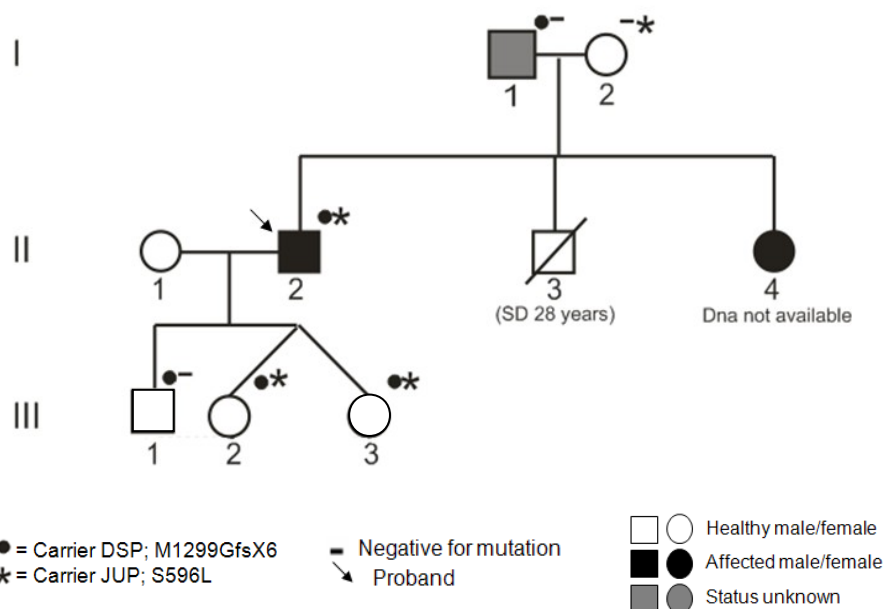 I
1
2
II
1
2
3
4
(SD 28 years)
Dna not available
III
1
2
3
= Carrier DSP; M1299GfsX6
* = Carrier JUP; S596L
- Negative for mutation
Proband
Healthy male/female
Affected male/female
Status unknown